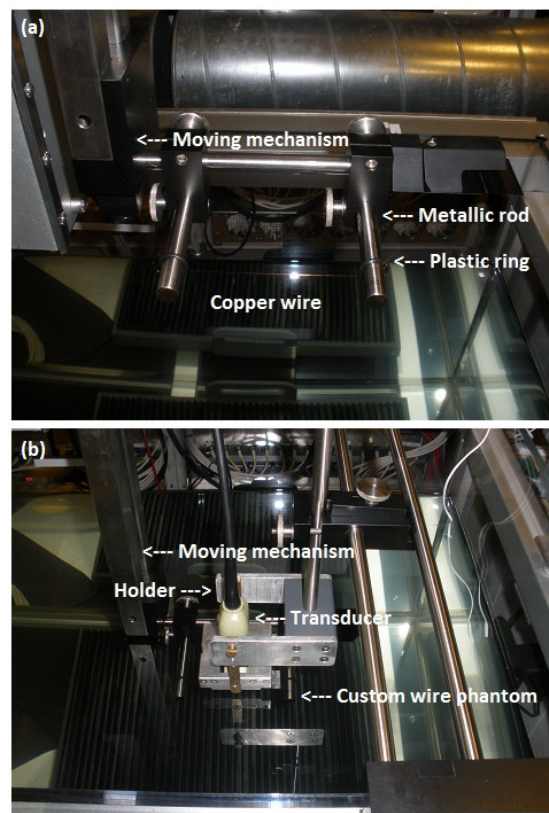 (a)
<--- Moving mechanism
<--- Metallic rod
<--- Plastic ring
Copper wire
(b)
<--- Moving mechanism
Holder --->
<--- Transducer
<--- Custom wire phantom